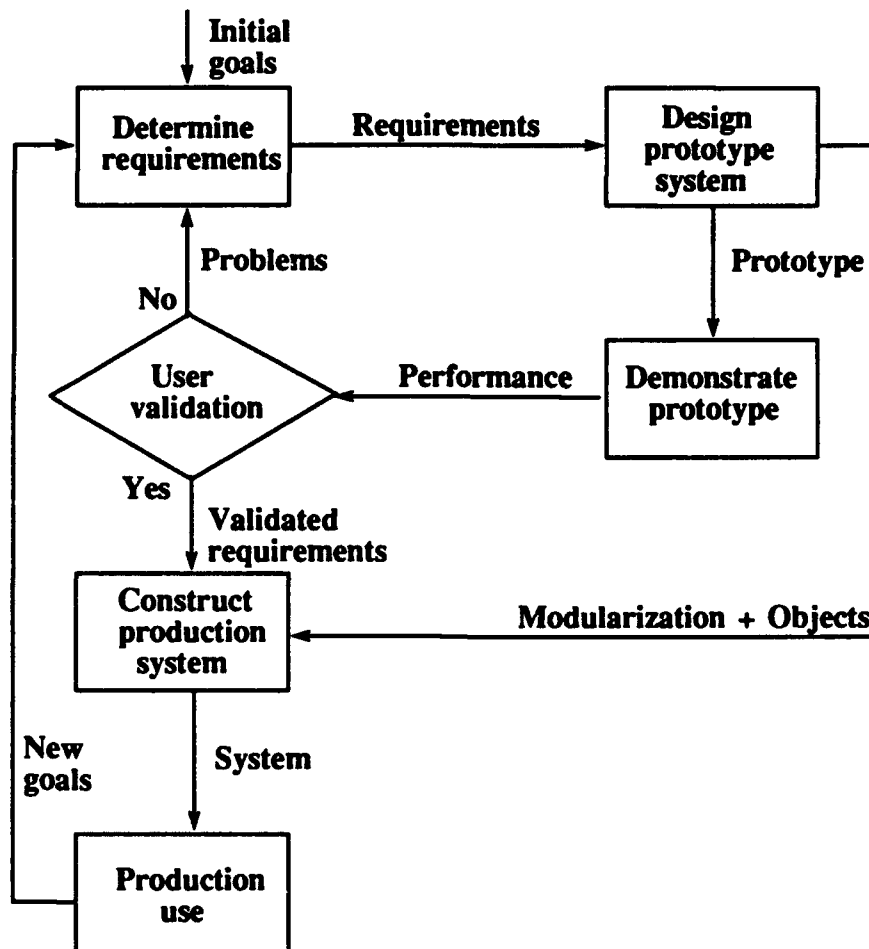 Initial
goals
Determine
requirements
Requirements
Design
prototype
system
Problems
Prototype
No
User
validation
Performance
Demonstrate
prototype
Yes
Validated
requirements
Construct
production
system
Modularization + Objects
New
goals
System
Production
use